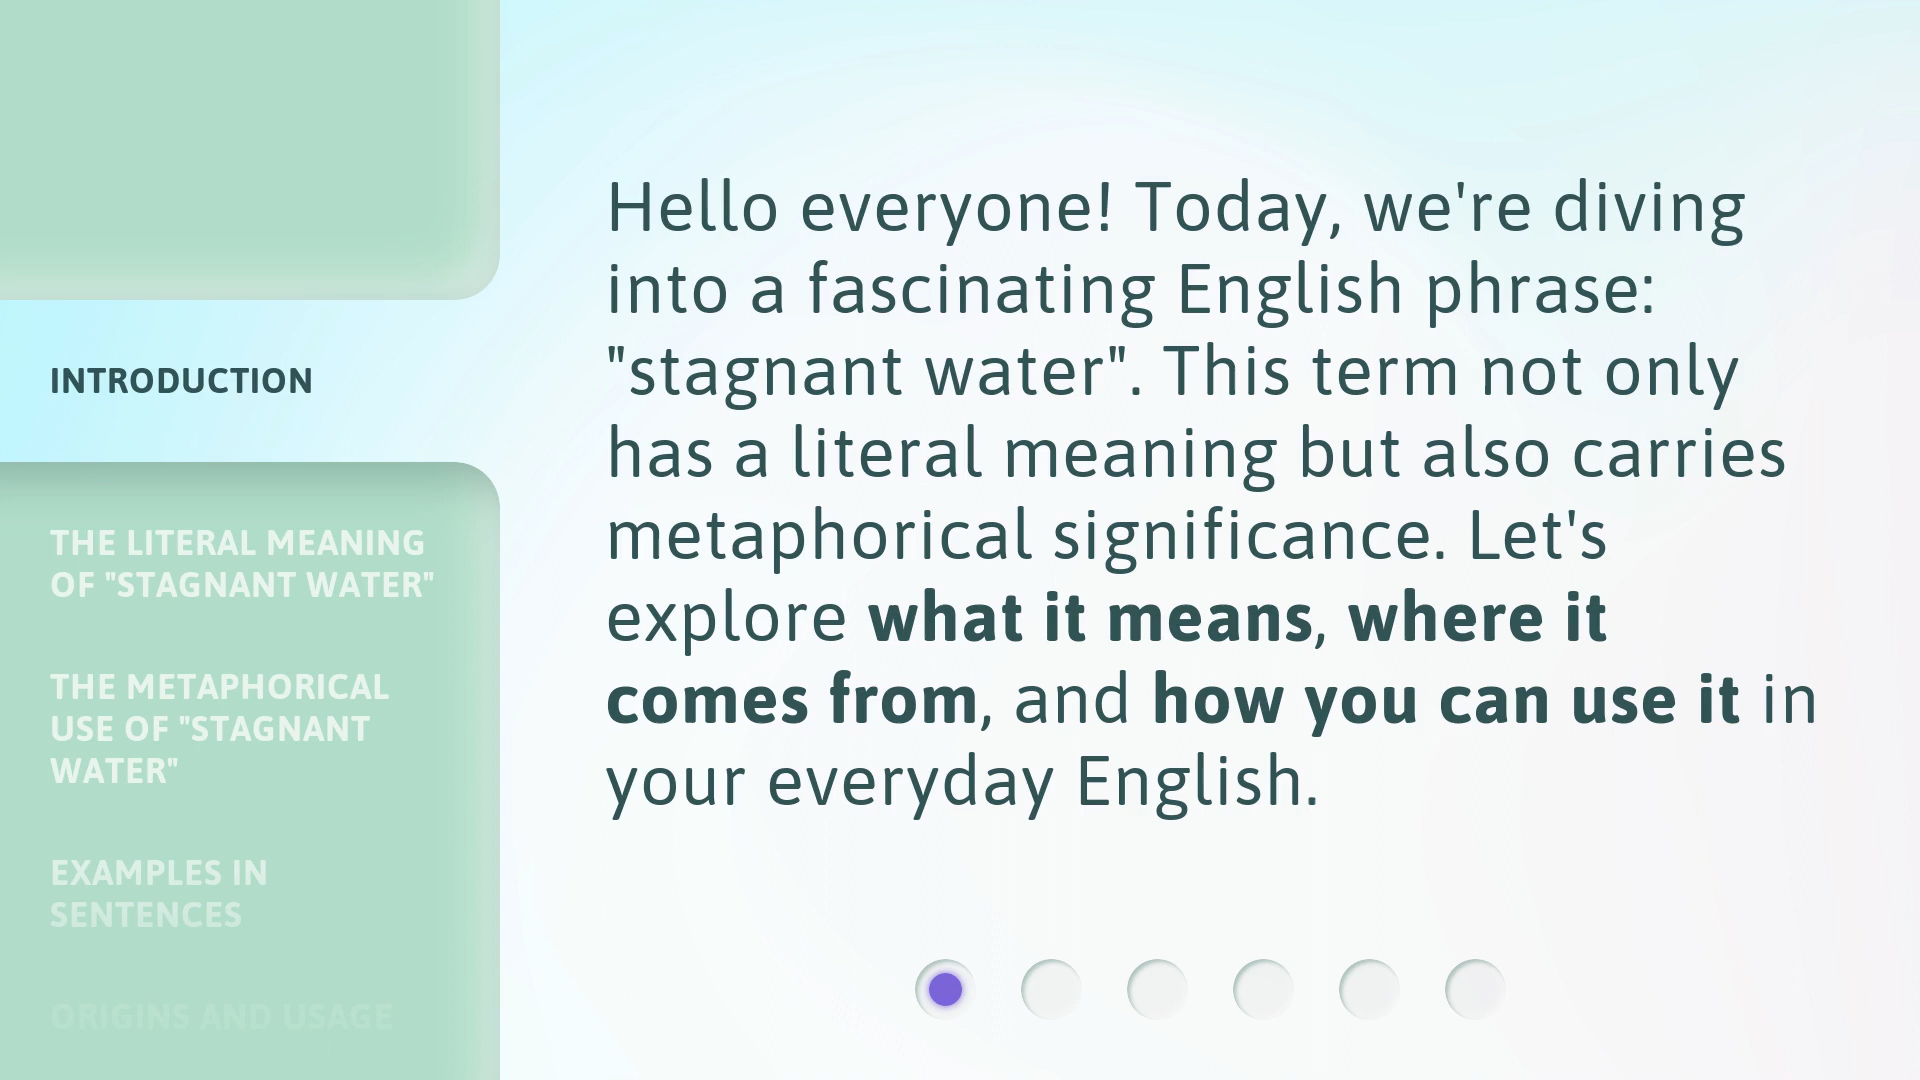 INTRODUCTION
THE LITERAL MEANING
OF "STAGNANT WATER"
THE METAPHORICAL
USE OF "STAGNANT
WATER"
EXAMPLES IN
SENTENCES
ORIGINS AND USAGE
Hello everyone! Today, we're diving
into a fascinating English phrase:
"stagnant water". This term not only
has a literal meaning but also carries
metaphorical significance. Let's
explore what it means, where it
comes from, and how you can use it in
your everyday English.